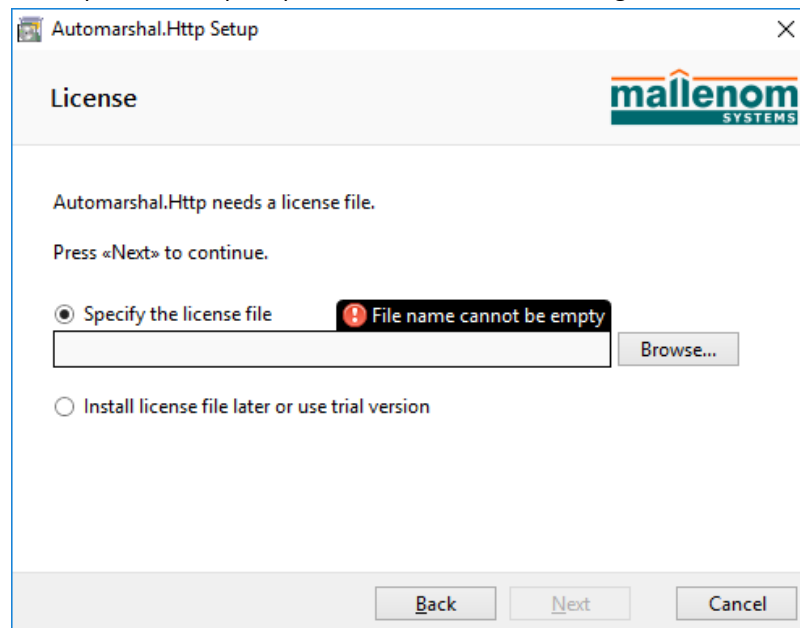 Automarshal.Http Setup
License
mallenom
SYSTEMS
Automarshal.Http needs a license file.
Press «Next» to continue.
Specify the license file
File name cannot be empty
Browse...
Install license file later or use trial version
Back
Next
Cancel